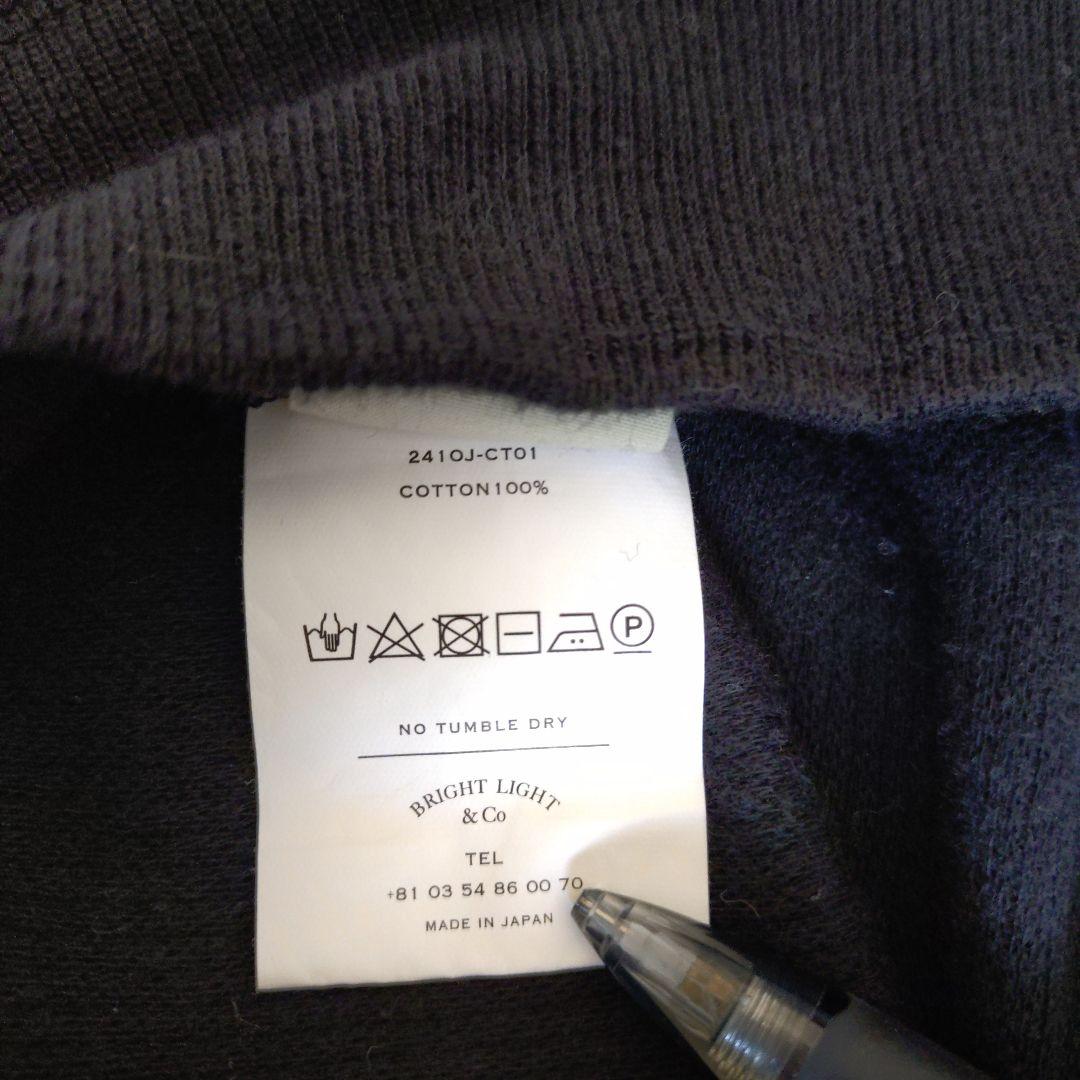 241OJ-CT01
COTTON100%
P
NO TUMBLE DRY
BRIGHT LIGHT
& Co
TEL
+81 03 54 86 00 70
MADE IN JAPAN